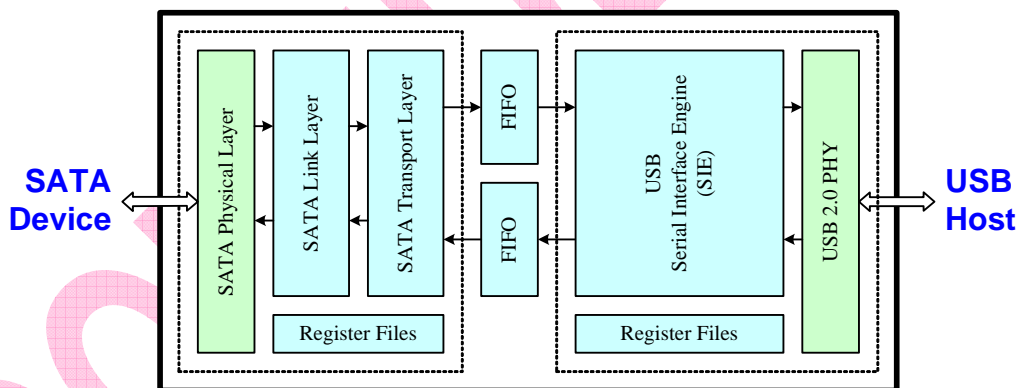 SATA
Device
SATA Physical Layer
SATA Link Layer
SATA Transport Layer
Register Files
FIFO
FIFO
USB
Serial Interface Engine
(SIE)
Register Files
USB 2.0 PHY
USB
Host